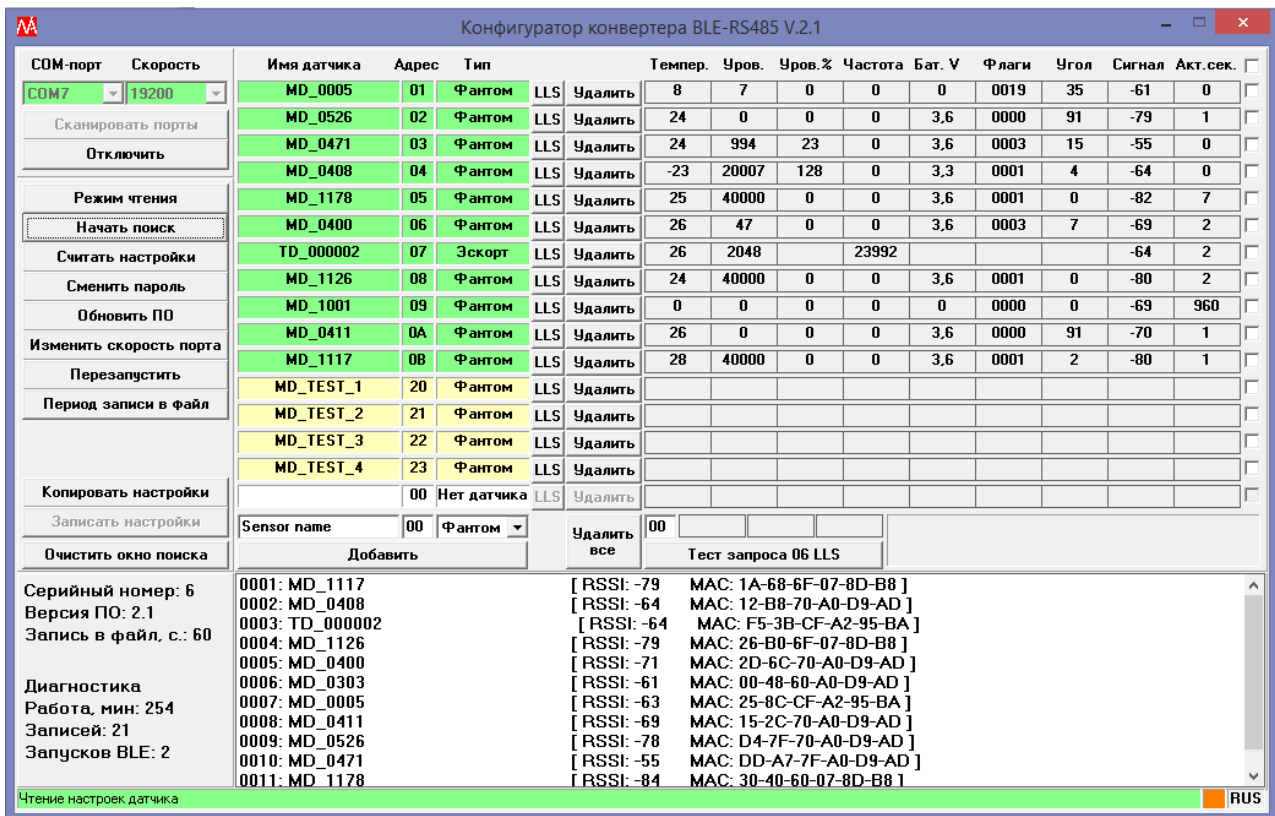 Конфигуратор конвертера BLE-RS485 V.2.1
COM-порт Скорость
COM7 19200
Сканировать порты
Отключить
Режим чтения
Начать поиск
Считать настройки
Сменить пароль
Обновить ПО
Изменить скорость порта
Перезапустить
Период записи в файл
Копировать настройки
Записать настройки
Очистить окно поиска
Имя датчика Адрес Тип Темпер. Уров. Уров.% Частота Бат. V Флаги Угол Сигнал Акт.сек.
MD_0005 01 Фантом LLS Удалить 8 7 0 0 0 0019 35 -61 0
MD_0526 02 Фантом LLS Удалить 24 0 0 0 3,6 0000 91 -79 1
MD_0471 03 Фантом LLS Удалить 24 994 23 0 3,6 0003 15 -55 0
MD_0408 04 Фантом LLS Удалить -23 20007 128 0 3,3 0001 4 -64 0
MD_1178 05 Фантом LLS Удалить 25 40000 0 0 3,6 0001 0 -82 7
MD_0400 06 Фантом LLS Удалить 26 47 0 0 3,6 0003 7 -69 2
TD_000002 07 Эскорт LLS Удалить 26 2048 23992 -64 2
MD_1126 08 Фантом LLS Удалить 24 40000 0 0 3,6 0001 0 -80 2
MD_1001 09 Фантом LLS Удалить 0 0 0 0 0 0000 0 -69 960
MD_0411 0A Фантом LLS Удалить 26 0 0 0 3,6 0000 91 -70 1
MD_1117 0B Фантом LLS Удалить 28 40000 0 0 3,6 0001 2 -80 1
MD_TEST_1 20 Фантом LLS Удалить
MD_TEST_2 21 Фантом LLS Удалить
MD_TEST_3 22 Фантом LLS Удалить
MD_TEST_4 23 Фантом LLS Удалить
00 Нет датчика LLS Удалить
Sensor name 00 Фантом Удалить все 00
Добавить Тест запроса 06 LLS
Серийный номер: 6
Версия ПО: 2.1
Запись в файл, с.: 60
Диагностика
Работа, мин: 254
Записей: 21
Запусков BLE: 2
0001: MD_1117 [ RSSI: -79 MAC: 1A-68-6F-07-8D-B8 ]
0002: MD_0408 [ RSSI: -64 MAC: 12-B8-70-A0-D9-AD ]
0003: TD_000002 [ RSSI: -64 MAC: F5-3B-CF-A2-95-BA ]
0004: MD_1126 [ RSSI: -79 MAC: 26-B0-6F-07-8D-B8 ]
0005: MD_0400 [ RSSI: -71 MAC: 2D-6C-70-A0-D9-AD ]
0006: MD_0303 [ RSSI: -61 MAC: 00-48-60-A0-D9-AD ]
0007: MD_0005 [ RSSI: -63 MAC: 25-8C-CF-A2-95-BA ]
0008: MD_0411 [ RSSI: -69 MAC: 15-2C-70-A0-D9-AD ]
0009: MD_0526 [ RSSI: -78 MAC: D4-7F-70-A0-D9-AD ]
0010: MD_0471 [ RSSI: -55 MAC: DD-A7-7F-A0-D9-AD ]
0011: MD_1178 [ RSSI: -84 MAC: 30-40-60-07-8D-B8 ]
Чтение настроек датчика RUS